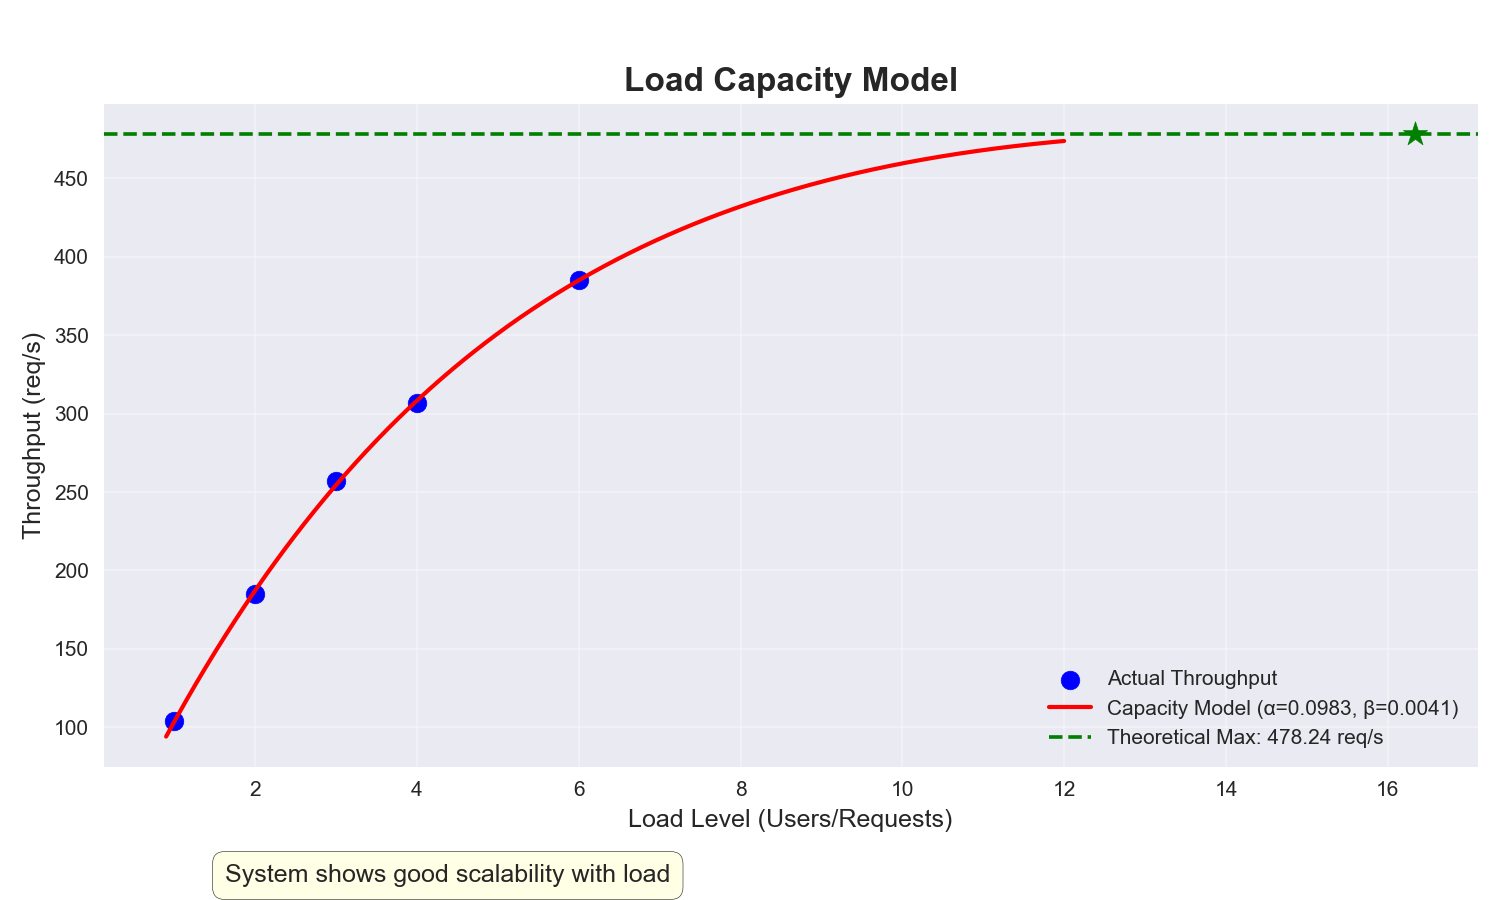 Load Capacity Model
Throughput (req/s)
450
400
350
300
250
200
150
100
Actual Throughput
Capacity Model (α=0.0983, β=0.0041)
Theoretical Max: 478.24 req/s
2 4 6 8 10 12 14 16
Load Level (Users/Requests)
System shows good scalability with load